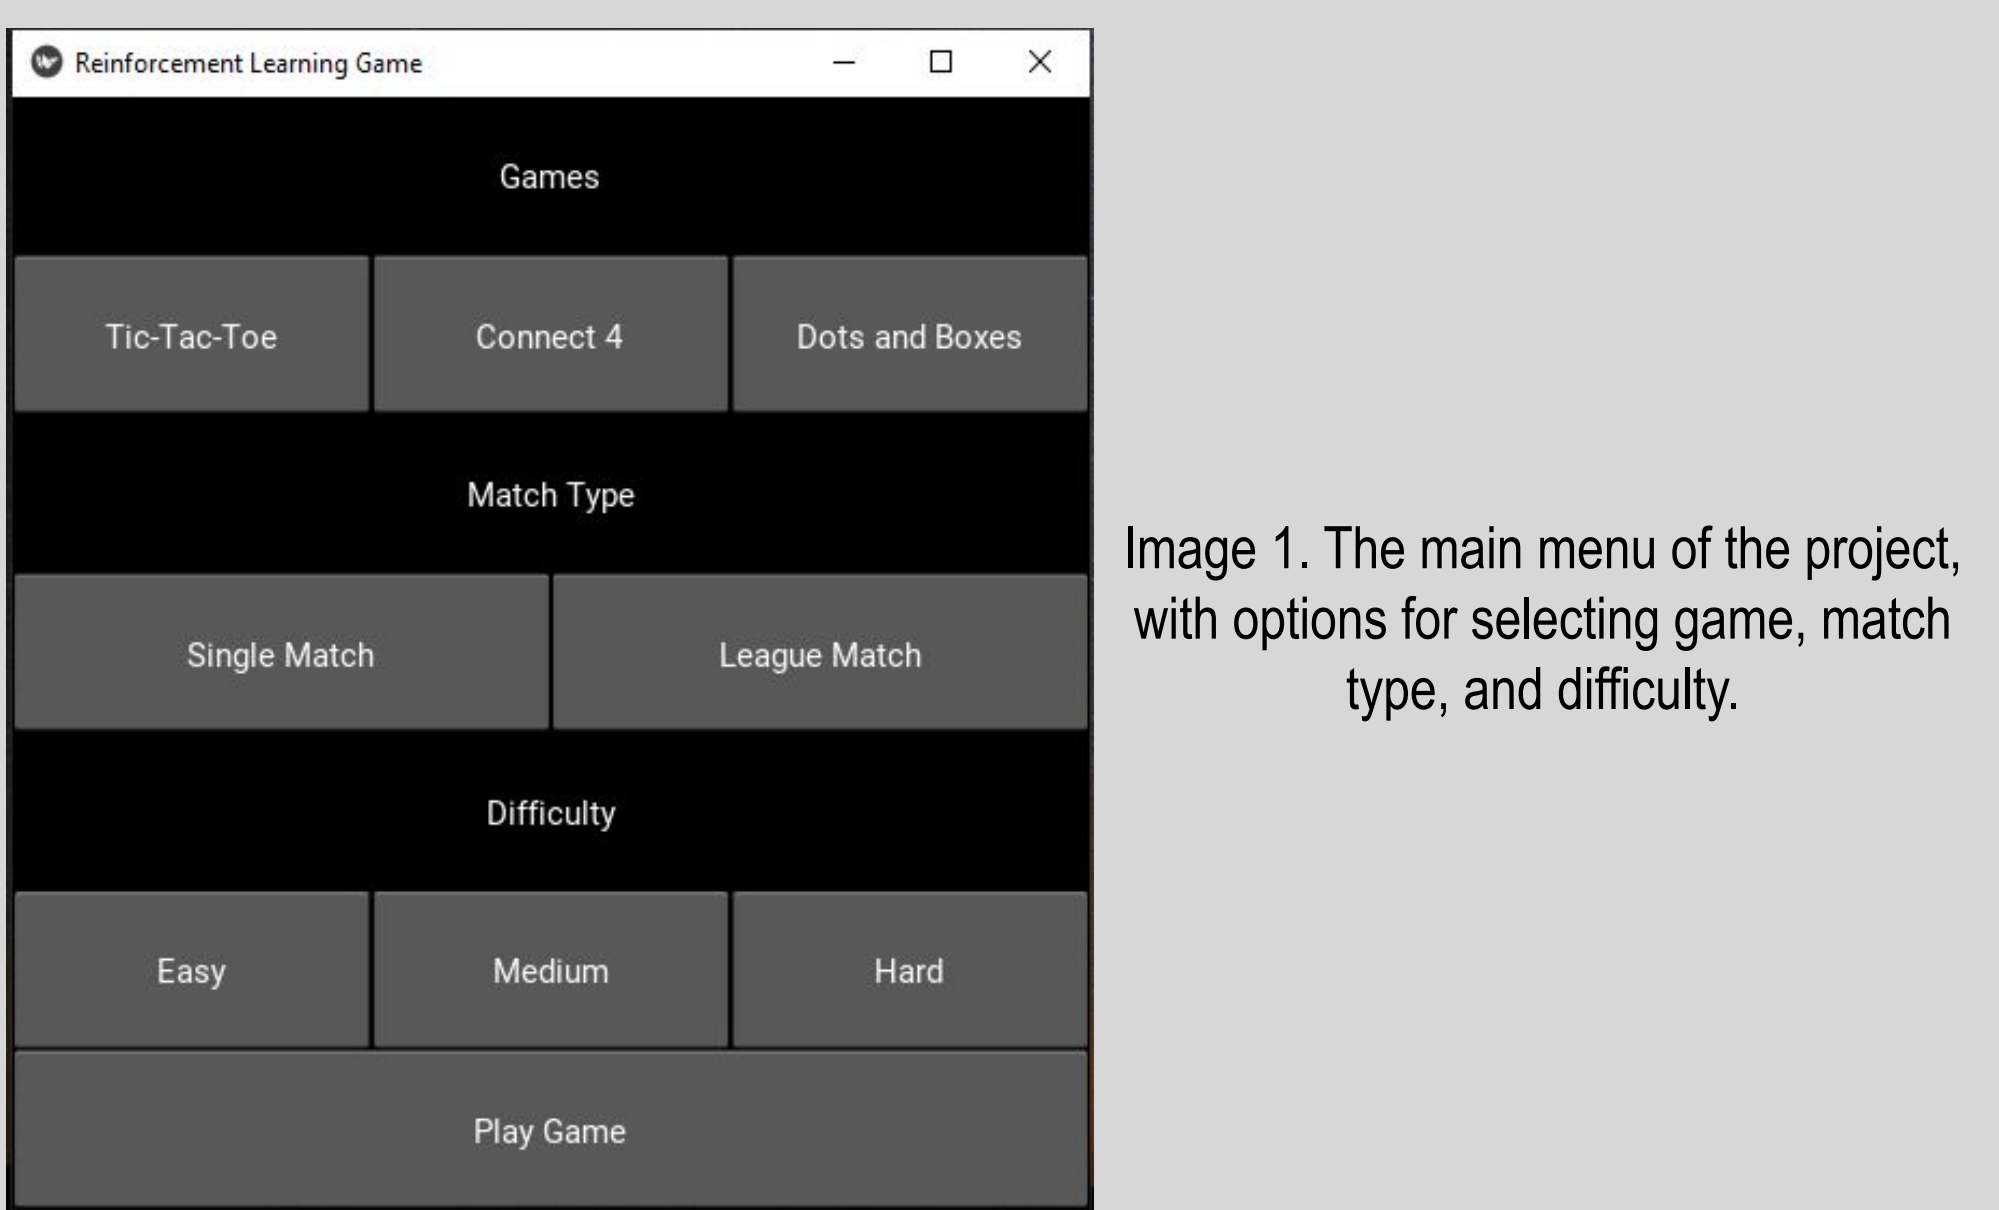 Reinforcement Learning Game
Games
Tic-Tac-Toe Connect 4 Dots and Boxes
Match Type
Single Match League Match
Difficulty
Easy Medium Hard
Play Game
Image 1. The main menu of the project,
with options for selecting game, match
type, and difficulty.